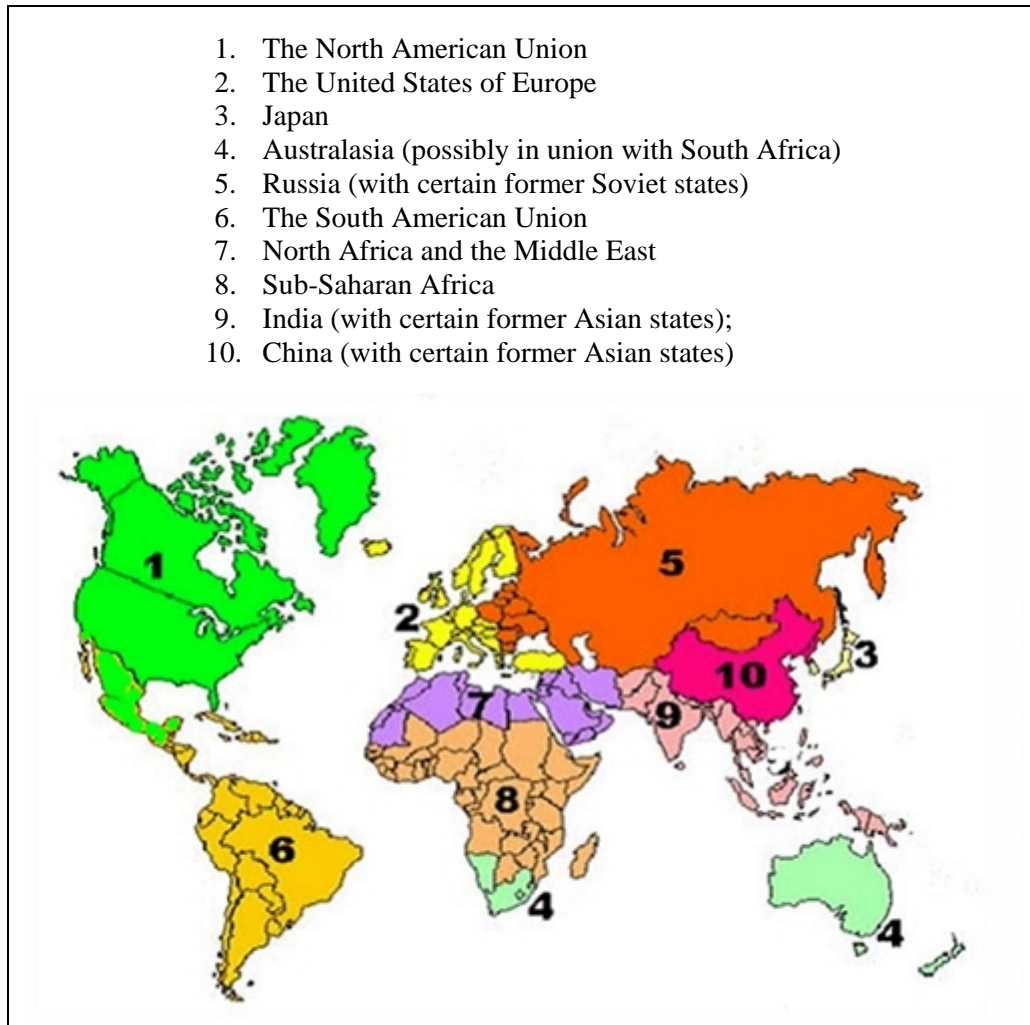 1. The North American Union
2. The United States of Europe
3. Japan
4. Australasia (possibly in union with South Africa)
5. Russia (with certain former Soviet states)
6. The South American Union
7. North Africa and the Middle East
8. Sub-Saharan Africa
9. India (with certain former Asian states);
10. China (with certain former Asian states)
1
5
2
3
10
7
9
8
6
4
4